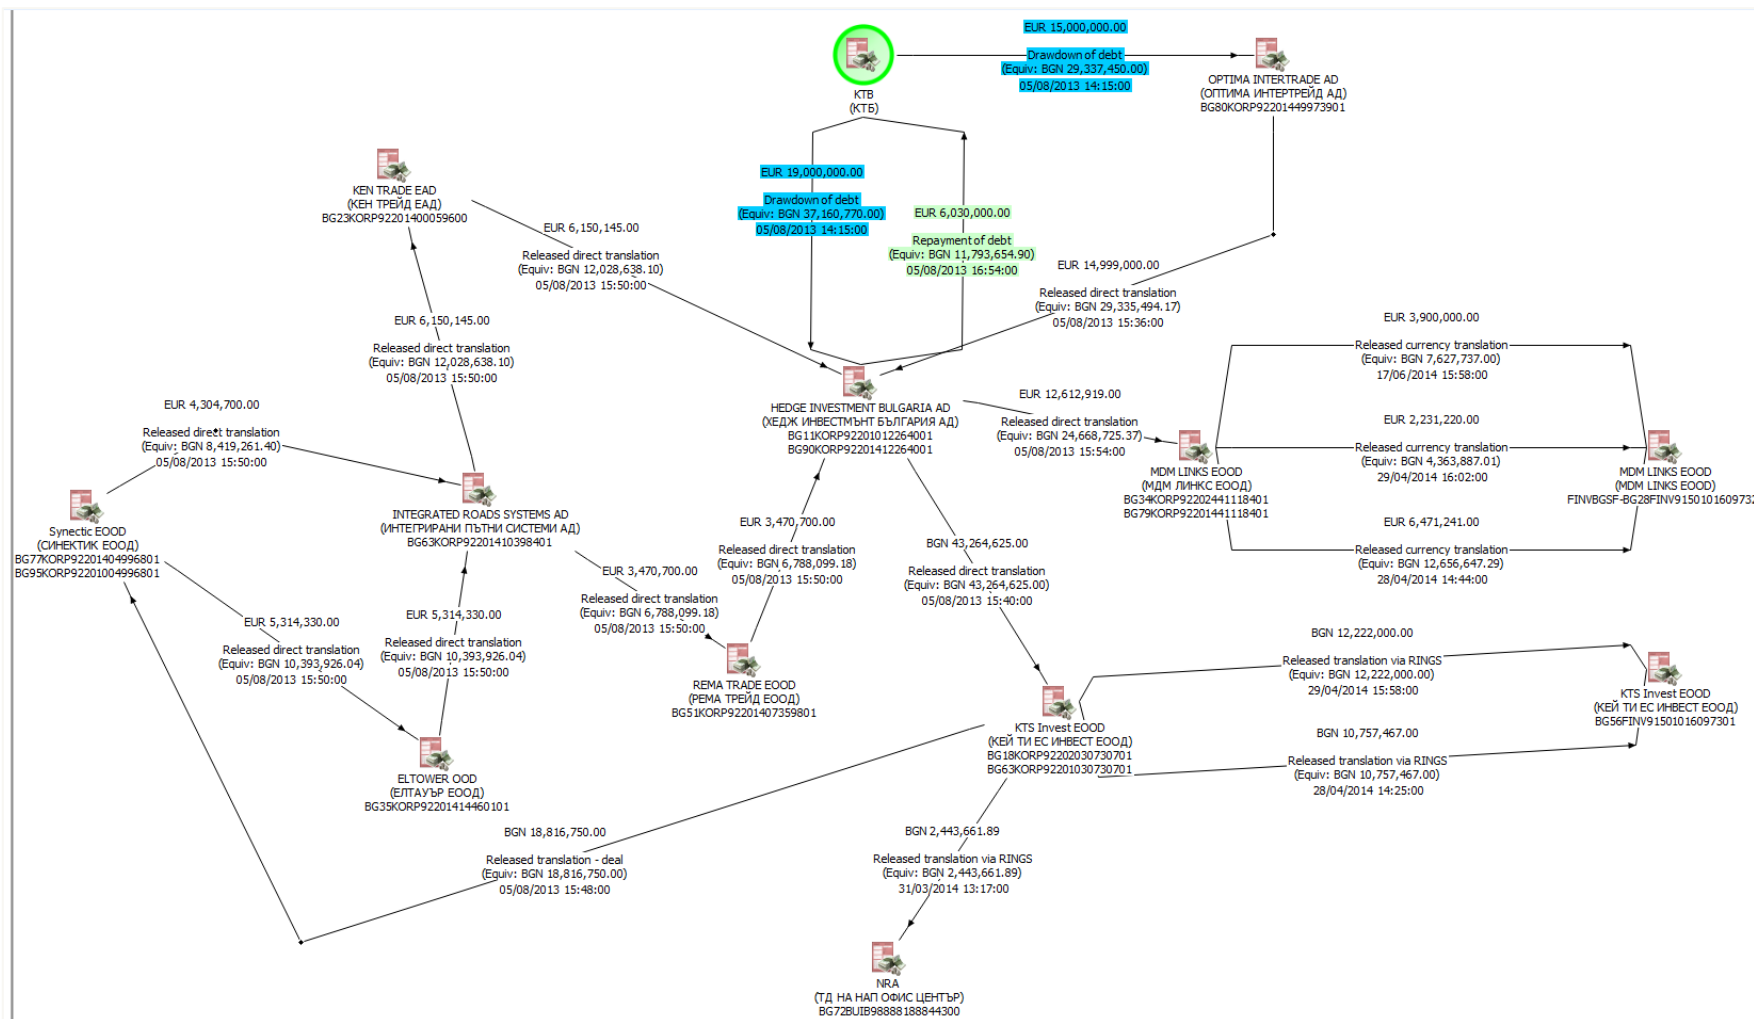 EUR 15,000,000.00
Drawdown of debt
(Equiv: BGN 29,337,450.00)
05/08/2013 14:15:00
KTB
(КТБ)
OPTIMA INTERTRADE AD
(ОПТИМА ИНТЕРТРЕЙД АД)
BG80KORP92201449973901
EUR 19,000,000.00
Drawdown of debt
(Equiv: BGN 37,160,770.00)
05/08/2013 14:15:00
EUR 6,030,000.00
Repayment of debt
(Equiv: BGN 11,793,654.90)
05/08/2013 16:54:00
KEN TRADE EAD
(КЕН ТРЕЙД ЕАД)
BG23KORP92201400059600
EUR 6,150,145.00
Released direct translation
(Equiv: BGN 12,028,638.10)
05/08/2013 15:50:00
EUR 14,999,000.00
Released direct translation
(Equiv: BGN 29,335,494.17)
05/08/2013 15:36:00
EUR 6,150,145.00
Released direct translation
(Equiv: BGN 12,028,638.10)
05/08/2013 15:50:00
EUR 3,900,000.00
Released currency translation
(Equiv: BGN 7,627,737.00)
17/06/2014 15:58:00
HEDGE INVESTMENT BULGARIA AD
(ХЕДЖ ИНВЕСТМЪНТ БЪЛГАРИЯ АД)
BG11KORP92201012264001
BG90KORP92201412264001
EUR 12,612,919.00
Released direct translation
(Equiv: BGN 24,668,725.37)
05/08/2013 15:54:00
EUR 4,304,700.00
Released direct translation
(Equiv: BGN 8,419,261.40)
05/08/2013 15:50:00
EUR 2,231,220.00
Released currency translation
(Equiv: BGN 4,363,887.01)
29/04/2014 16:02:00
MDM LINKS EOOD
(МДМ ЛИНКС ЕООД)
BG34KORP92202441118401
BG79KORP92201441118401
MDM LINKS EOOD
(MDM LINKS EOOD)
FINVBGSF-BG28FINV9150101609732
EUR 6,471,241.00
Released currency translation
(Equiv: BGN 12,656,647.29)
28/04/2014 14:44:00
Synectic EOOD
(СИНЕКТИК ЕООД)
BG77KORP92201404996801
BG95KORP92201004996801
INTEGRATED ROADS SYSTEMS AD
(ИНТЕГРИРАНИ ПЪТНИ СИСТЕМИ АД)
BG63KORP92201410398401
EUR 3,470,700.00
Released direct translation
(Equiv: BGN 6,788,099.18)
05/08/2013 15:50:00
BGN 43,264,625.00
Released direct translation
(Equiv: BGN 43,264,625.00)
05/08/2013 15:40:00
EUR 3,470,700.00
Released direct translation
(Equiv: BGN 6,788,099.18)
05/08/2013 15:50:00
EUR 5,314,330.00
Released direct translation
(Equiv: BGN 10,393,926.04)
05/08/2013 15:50:00
EUR 5,314,330.00
Released direct translation
(Equiv: BGN 10,393,926.04)
05/08/2013 15:50:00
REMA TRADE EOOD
(РЕМА ТРЕЙД ЕООД)
BG51KORP92201407359801
BGN 12,222,000.00
Released translation via RINGS
(Equiv: BGN 12,222,000.00)
29/04/2014 15:58:00
KTS Invest EOOD
(КЕЙ ТИ ЕС ИНВЕСТ ЕООД)
BG56FINV91501016097301
KTS Invest EOOD
(КЕЙ ТИ ЕС ИНВЕСТ ЕООД)
BG18KORP92202030730701
BG63KORP92201030730701
BGN 10,757,467.00
Released translation via RINGS
(Equiv: BGN 10,757,467.00)
28/04/2014 14:25:00
ELTOWER OOD
(ЕЛТАУЪР ЕООД)
BG35KORP92201414460101
BGN 18,816,750.00
Released translation - deal
(Equiv: BGN 18,816,750.00)
05/08/2013 15:48:00
BGN 2,443,661.89
Released translation via RINGS
(Equiv: BGN 2,443,661.89)
31/03/2014 13:17:00
NRA
(ТД НА НАП ОФИС ЦЕНТЪР)
BG72BUIB98888188844300